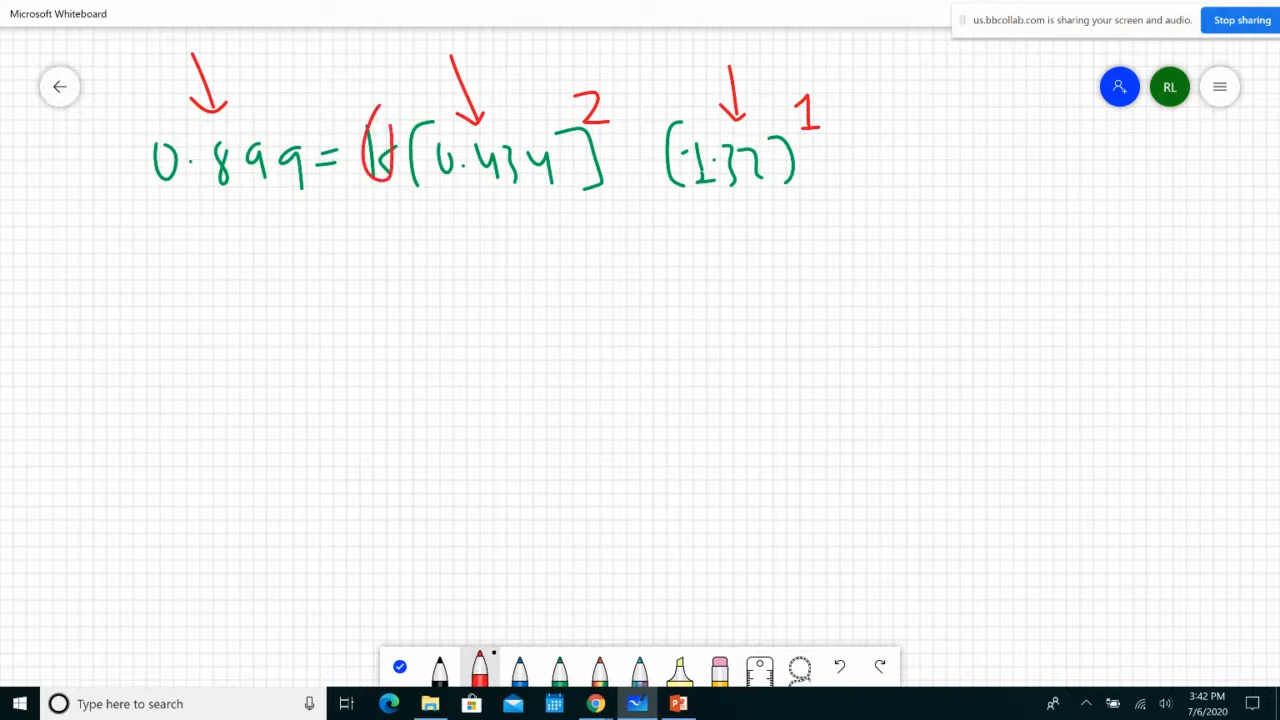 Microsoft Whiteboard
us.bbcollab.com is sharing your screen and audio.
Stop sharing
RL
0.899 = k [0.434]² (1.32)¹
Type here to search
3:42 PM
7/6/2020